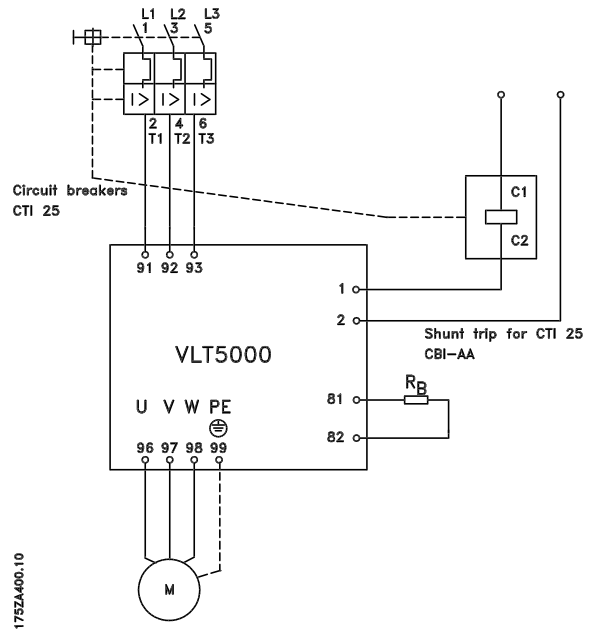 L1 L2 L3
1 3 5
I> I> I>
2 4 6
T1 T2 T3
Circuit breakers
CTI 25
C1
C2
91 92 93
1
2
Shunt trip for CTI 25
CBI-AA
VLT5000
RB
81
82
U V W PE
96 97 98 99
M
175ZA400.10